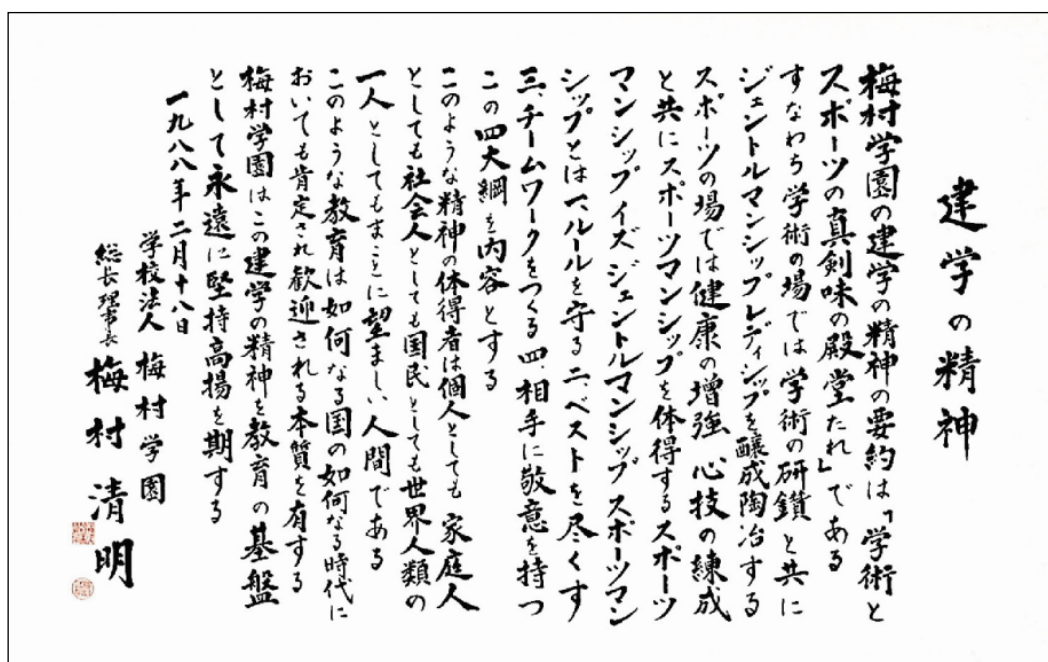 建学の精神
梅村学園の建学の精神の要約は「学術と
スポーツの真剣味の殿堂たれ」である
すなわち学術の場では学術の研鑽と共に
ジェントルマンシップレディシップを醸成陶冶する
スポーツの場では健康の増強 心技の練成
と共にスポーツマンシップを体得するスポーツ
マンシップイズジェントルマンシップスポーツマン
シップとは一、ルールを守る二、ベストを尽くす
三、チームワークをつくる四、相手に敬意を持つ
この四大綱を内容とする
このような精神の体得者は個人としても 家庭人
としても社会人としても国民としても世界人類の
一人としてもまことに望ましい人間である
このような教育は如何なる国の如何なる時代に
おいても肯定され歓迎される本質を有する
梅村学園はこの建学の精神を教育の基盤
として永遠に堅持高揚を期する
一九八八年二月十八日
学校法人 梅村学園
総長理事長 梅村清明